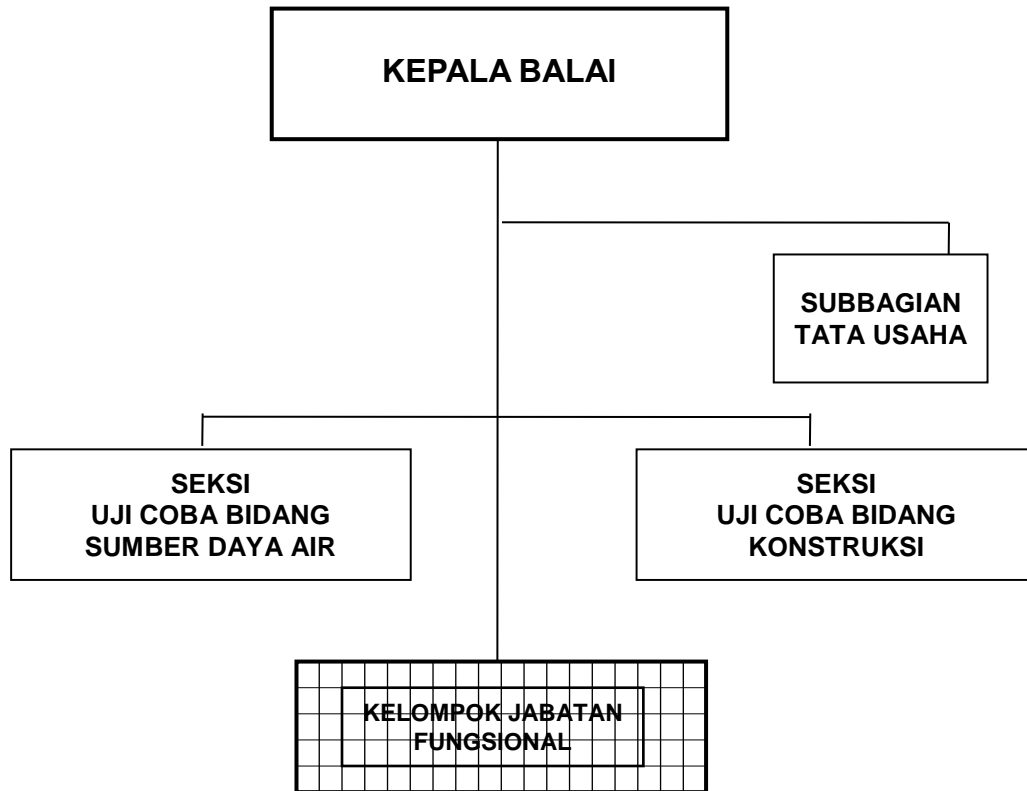 KEPALA BALAI
SUBBAGIAN
TATA USAHA
SEKSI
UJI COBA BIDANG
SUMBER DAYA AIR
SEKSI
UJI COBA BIDANG
KONSTRUKSI
KELOMPOK JABATAN
FUNGSIONAL